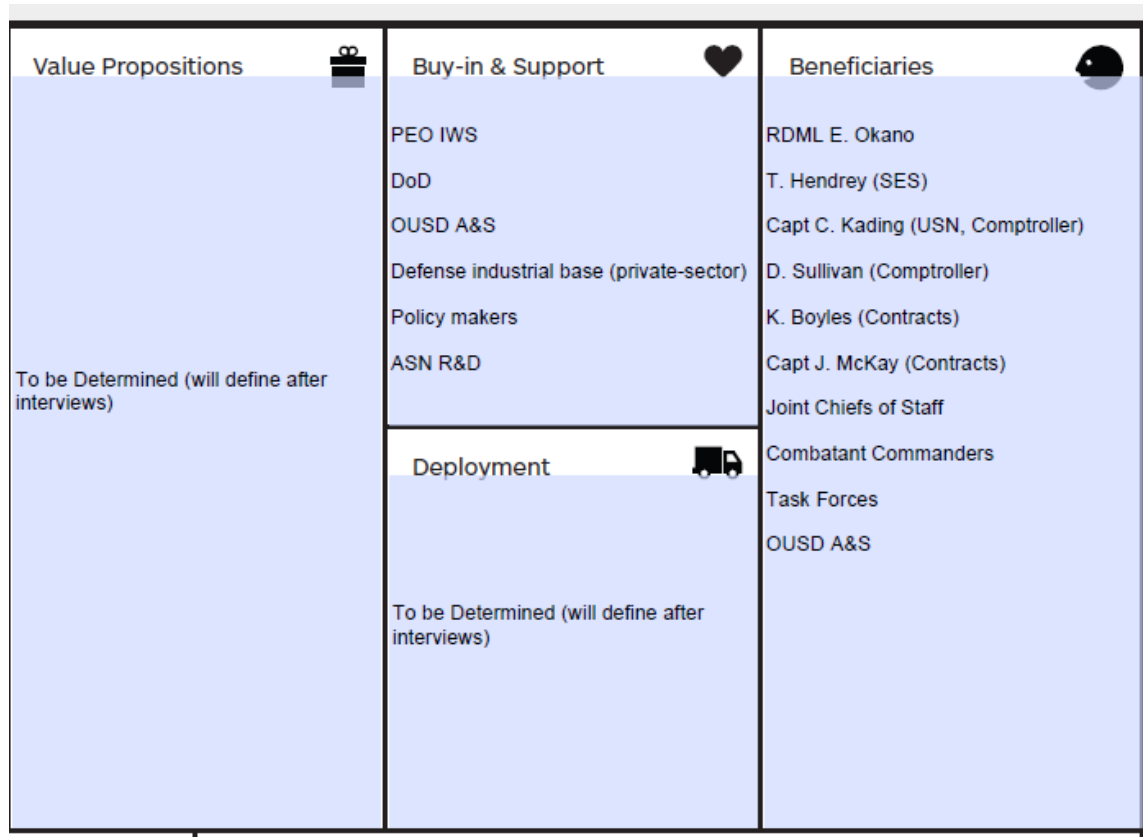 Value Propositions
To be Determined (will define after
interviews)
Buy-in & Support
PEO IWS
DoD
OUSD A&S
Defense industrial base (private-sector)
Policy makers
ASN R&D
Deployment
To be Determined (will define after
interviews)
Beneficiaries
RDML E. Okano
T. Hendrey (SES)
Capt C. Kading (USN, Comptroller)
D. Sullivan (Comptroller)
K. Boyles (Contracts)
Capt J. McKay (Contracts)
Joint Chiefs of Staff
Combatant Commanders
Task Forces
OUSD A&S